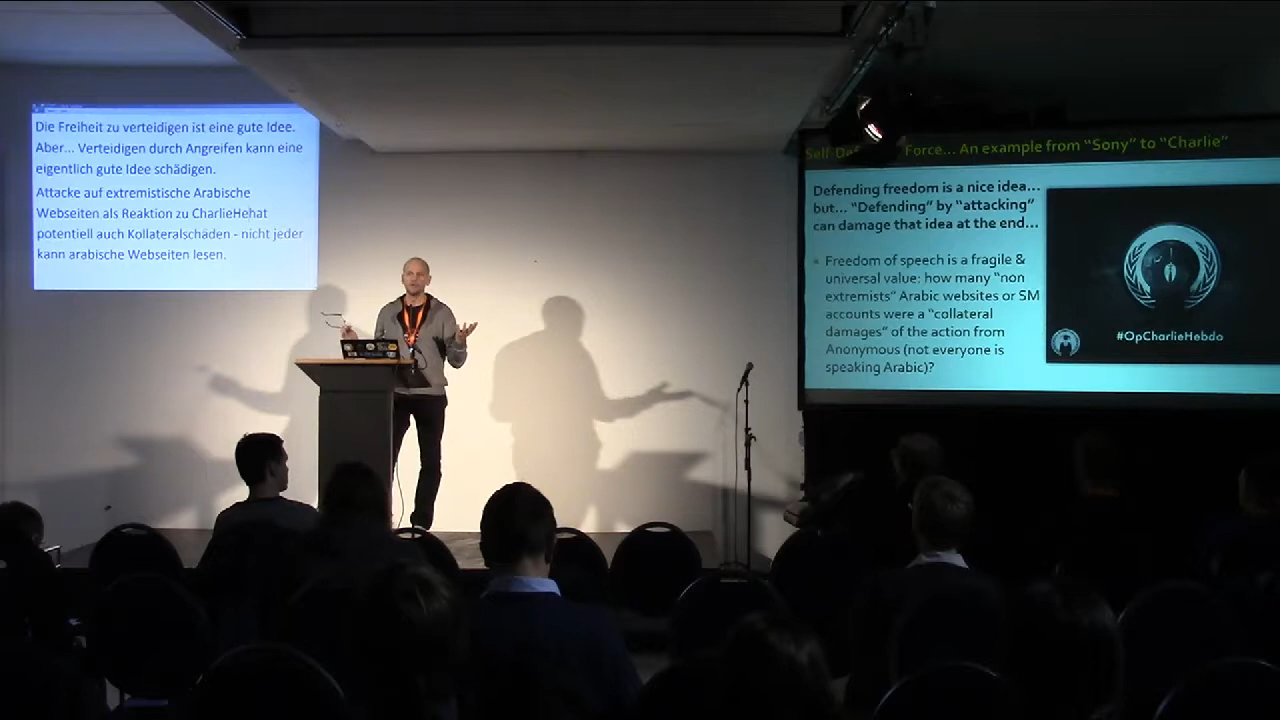 Die Freiheit zu verteidigen ist eine gute Idee.
Aber... Verteidigen durch Angreifen kann eine
eigentlich gute Idee schädigen.
Attacke auf extremistische Arabische
Webseiten als Reaktion zu CharlieHehat
potentiell auch Kollateralschäden - nicht jeder
kann arabische Webseiten lesen.
Self-Def Force... An example from "Sony" to "Charlie"
Defending freedom is a nice idea...
but... "Defending" by "attacking"
can damage that idea at the end...
Freedom of speech is a fragile &
universal value: how many "non
extremists" Arabic websites or SM
accounts were a "collateral
damages" of the action from
Anonymous (not everyone is
speaking Arabic)?
#OpCharlieHebdo